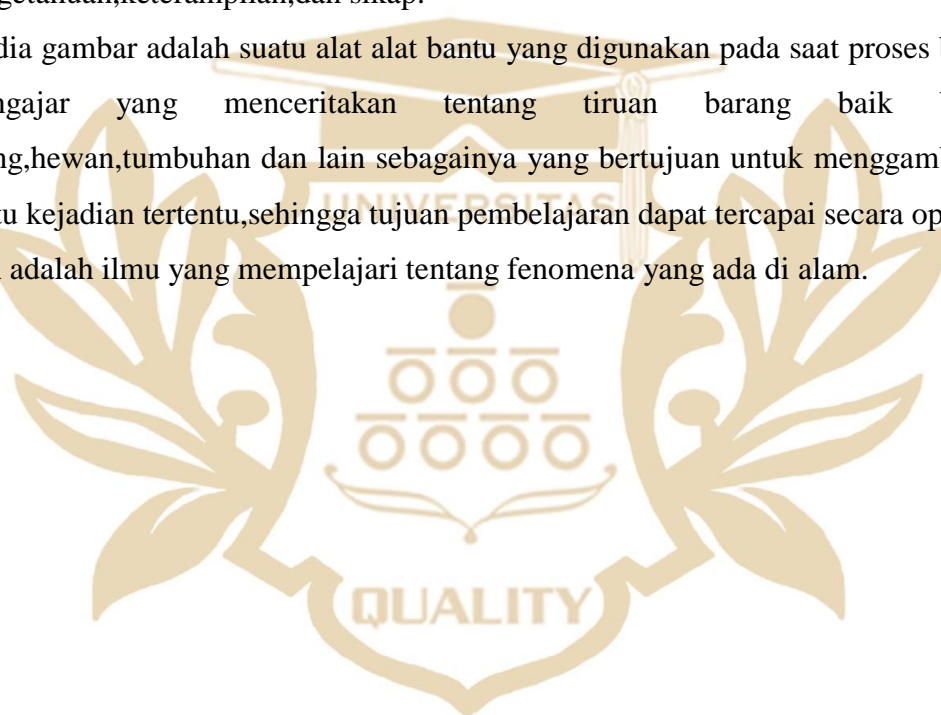 getahuan,keterampilan,dan sikap.
dia gambar adalah suatu alat alat bantu yang digunakan pada saat proses b
ngajar yang menceritakan tentang tiruan barang baik
ng,hewan,tumbuhan dan lain sebagainya yang bertujuan untuk menggamb
tu kejadian tertentu,sehingga tujuan pembelajaran dapat tercapai secara op
adalah ilmu yang mempelajari tentang fenomena yang ada di alam.
UNIVERSITAS
QUALITY